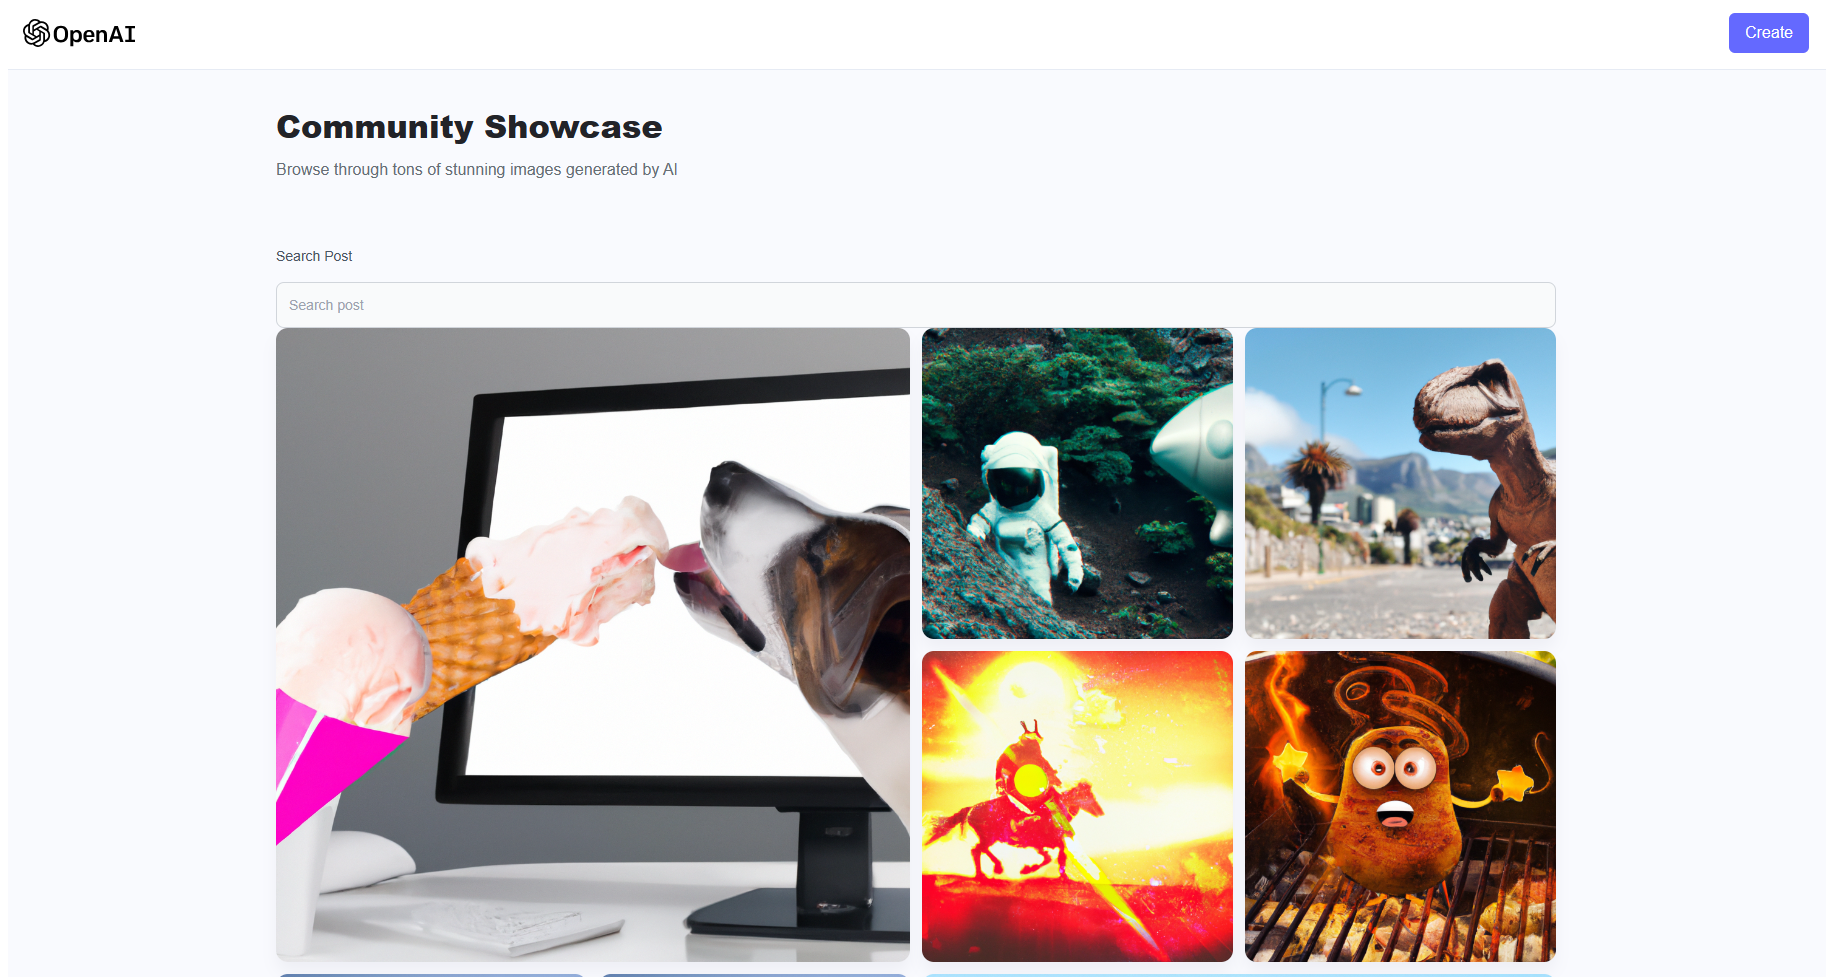 OpenAI
Create
Community Showcase
Browse through tons of stunning images generated by AI
Search Post
Search post